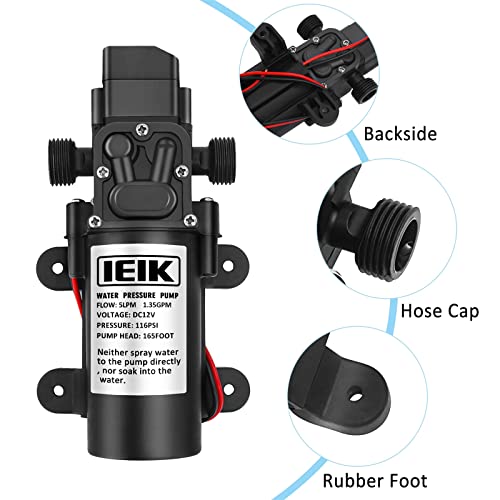 IEIK
WATER PRESSURE PUMP
FLOW: 5LPM 1.35GPM
VOLTAGE: DC12V
PRESSURE: 116PSI
PUMP HEAD: 165FOOT
Neither spray water
to the pump directly
, nor soak into the
water.
Backside
Hose Cap
Rubber Foot